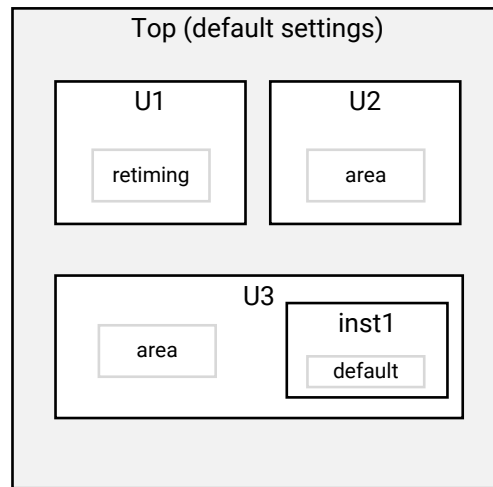 Top (default settings)
U1
retiming
U2
area
U3
area
inst1
default